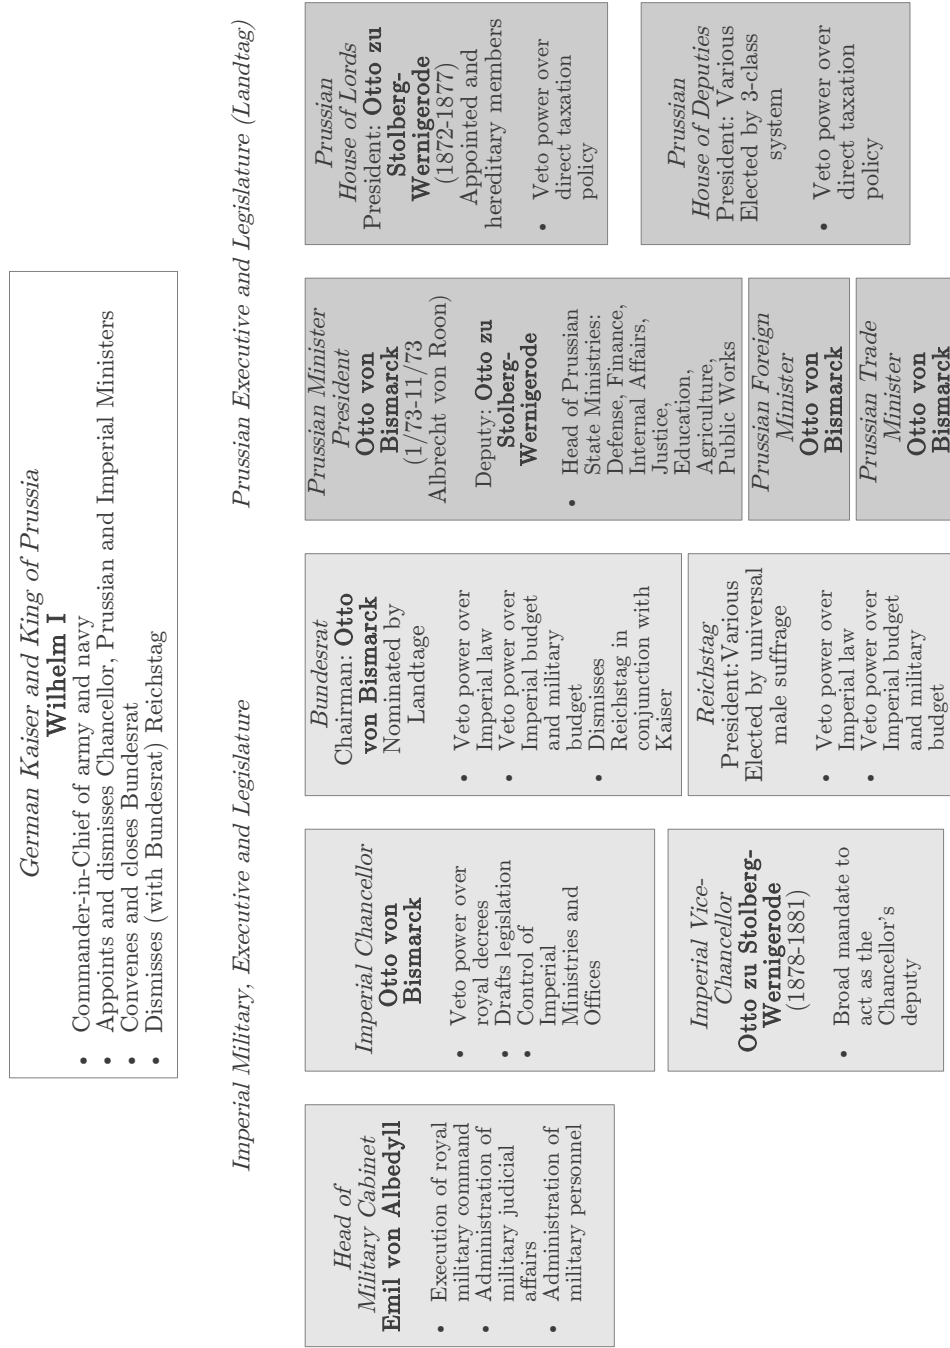 German Kaiser and King of Prussia
Wilhelm I
• Commander-in-Chief of army and navy
• Appoints and dismisses Chancellor, Prussian and Imperial Ministers
• Convenes and closes Bundesrat
• Dismisses (with Bundesrat) Reichstag
Imperial Military, Executive and Legislature
Prussian Executive and Legislature (Landtag)
Head of
Military Cabinet
Emil von Albedyll
• Execution of royal
military command
• Administration of
military judicial
affairs
• Administration of
military personnel
Imperial Chancellor
Otto von
Bismarck
• Veto power over
royal decrees
• Drafts legislation
• Control of
Imperial
Ministries and
Offices
Imperial Vice-
Chancellor
Otto zu Stolberg-
Wernigerode
(1878-1881)
• Broad mandate to
act as the
Chancellor's
deputy
Bundesrat
Chairman: Otto
von Bismarck
Nominated by
Landtage
• Veto power over
Imperial law
• Veto power over
Imperial budget
and military
budget
• Dismisses
Reichstag in
conjunction with
Kaiser
Reichstag
President:Various
Elected by universal
male suffrage
• Veto power over
Imperial law
• Veto power over
Imperial budget
and military
budget
Prussian Minister
President
Otto von
Bismarck
(1/73-11/73
Albrecht von Roon)
Deputy: Otto zu
Stolberg-
Wernigerode
• Head of Prussian
State Ministries:
Defense, Finance,
Internal Affairs,
Justice,
Education,
Agriculture,
Public Works
Prussian Foreign
Minister
Otto von
Bismarck
Prussian Trade
Minister
Otto von
Bismarck
Prussian
House of Lords
President: Otto zu
Stolberg-
Wernigerode
(1872-1877)
Appointed and
hereditary members
• Veto power over
direct taxation
policy
Prussian
House of Deputies
President: Various
Elected by 3-class
system
• Veto power over
direct taxation
policy